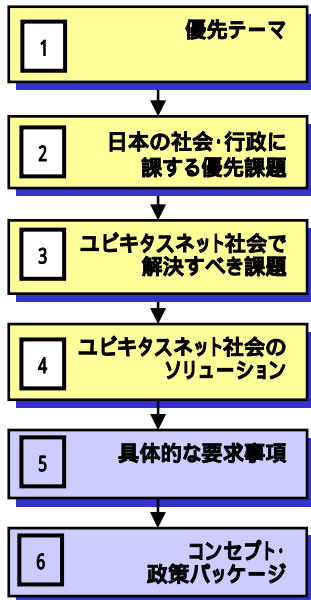 1
優先テーマ
2
日本の社会・行政に
課する優先課題
3
ユビキタスネット社会で
解決すべき課題
4
ユビキタスネット社会の
ソリューション
5
具体的な要求事項
6
コンセプト・
政策パッケージ